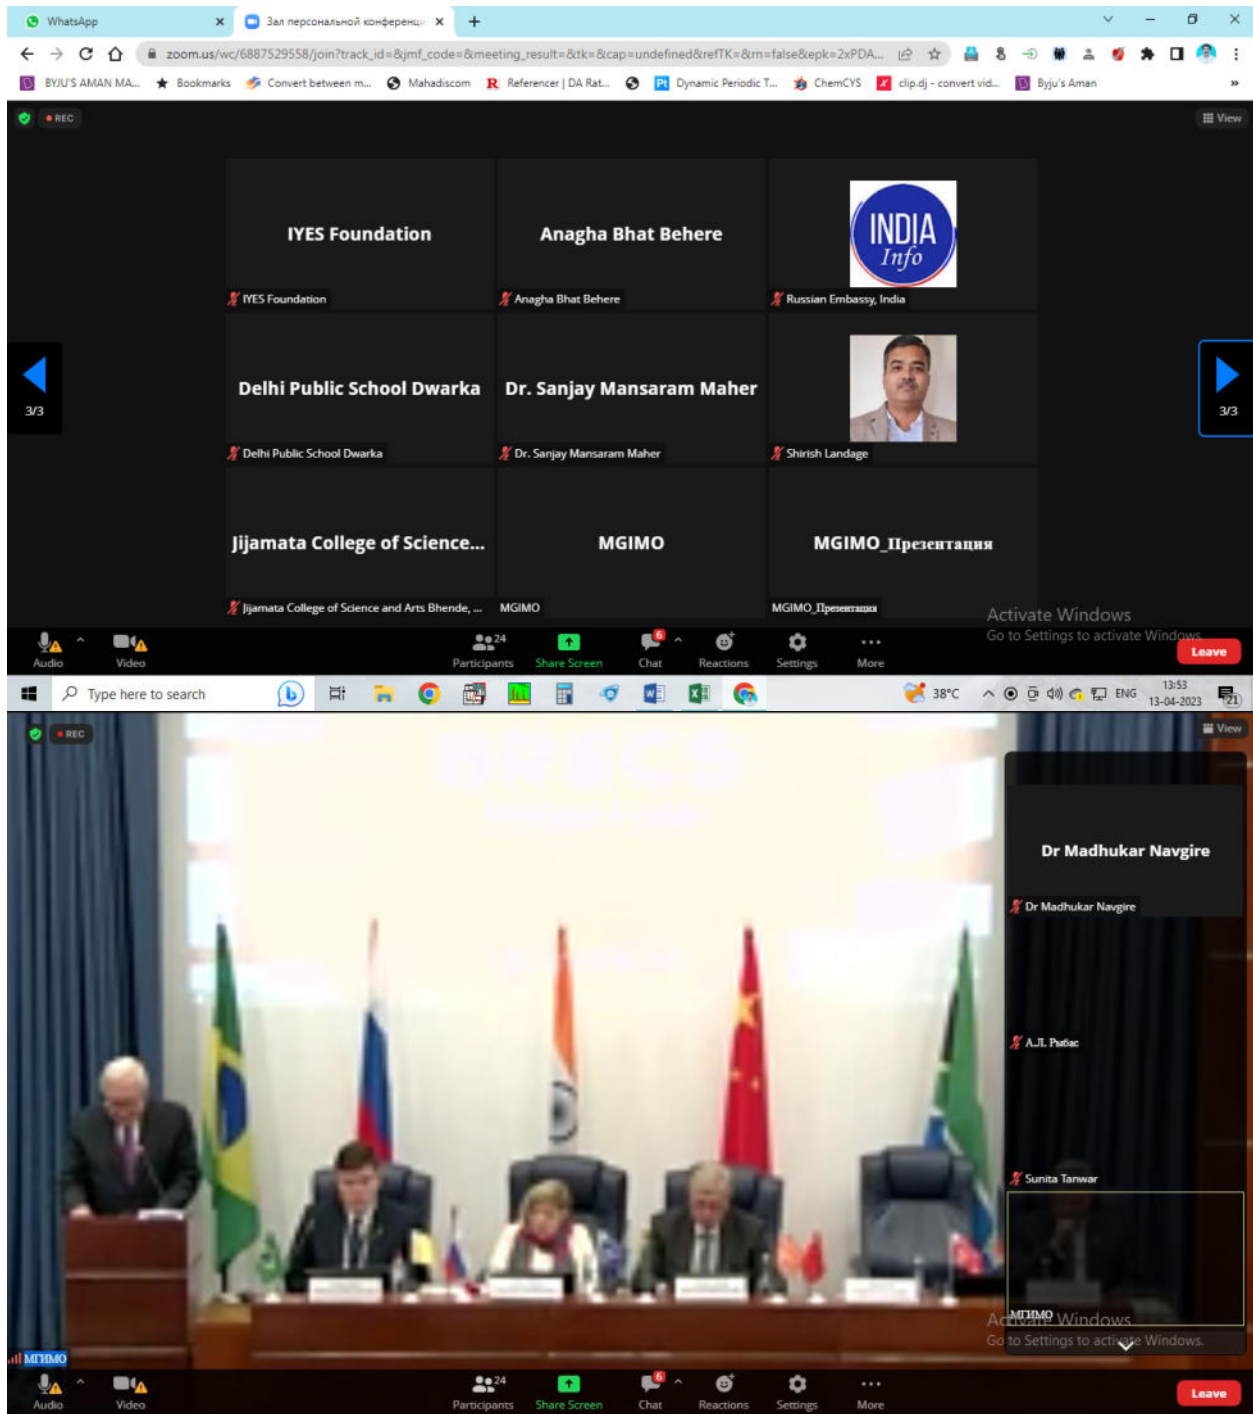 WhatsApp
Зал персональной конференци
zoom.us/wc/6887529558/join?track_id=&jmf_code=&meeting_result=&tk=&cap=undefined&refTK=&rn=false&epk=2xPDA...
BYJU'S AMAN MA...
Bookmarks
Convert between m...
Mahadiscom
Referencer | DA Rat...
Dynamic Periodic T...
ChemCYS
clip.dj - convert vid...
Byju's Aman
REC
View
IYES Foundation
IYES Foundation
Anagha Bhat Behere
Anagha Bhat Behere
INDIA
Info
Russian Embassy, India
3/3
Delhi Public School Dwarka
Delhi Public School Dwarka
Dr. Sanjay Mansaram Maher
Dr. Sanjay Mansaram Maher
Shirish Landage
3/3
Jijamata College of Science...
Jijamata College of Science and Arts Bhende, ...
MGIMO
MGIMO
MGIMO_Презентация
MGIMO_Презентация
Activate Windows
Go to Settings to activate Windows.
Audio
Video
24
Participants
Share Screen
6
Chat
Reactions
Settings
More
Leave
Type here to search
38°C
ENG
13:53
13-04-2023
21
REC
View
BRICS
Dr Madhukar Navgire
Dr Madhukar Navgire
А.Л. Рыбас
Sunita Tanwar
МГИМО
Activate Windows
Go to Settings to activate Windows.
МГИМО
Audio
Video
24
Participants
Share Screen
6
Chat
Reactions
Settings
More
Leave